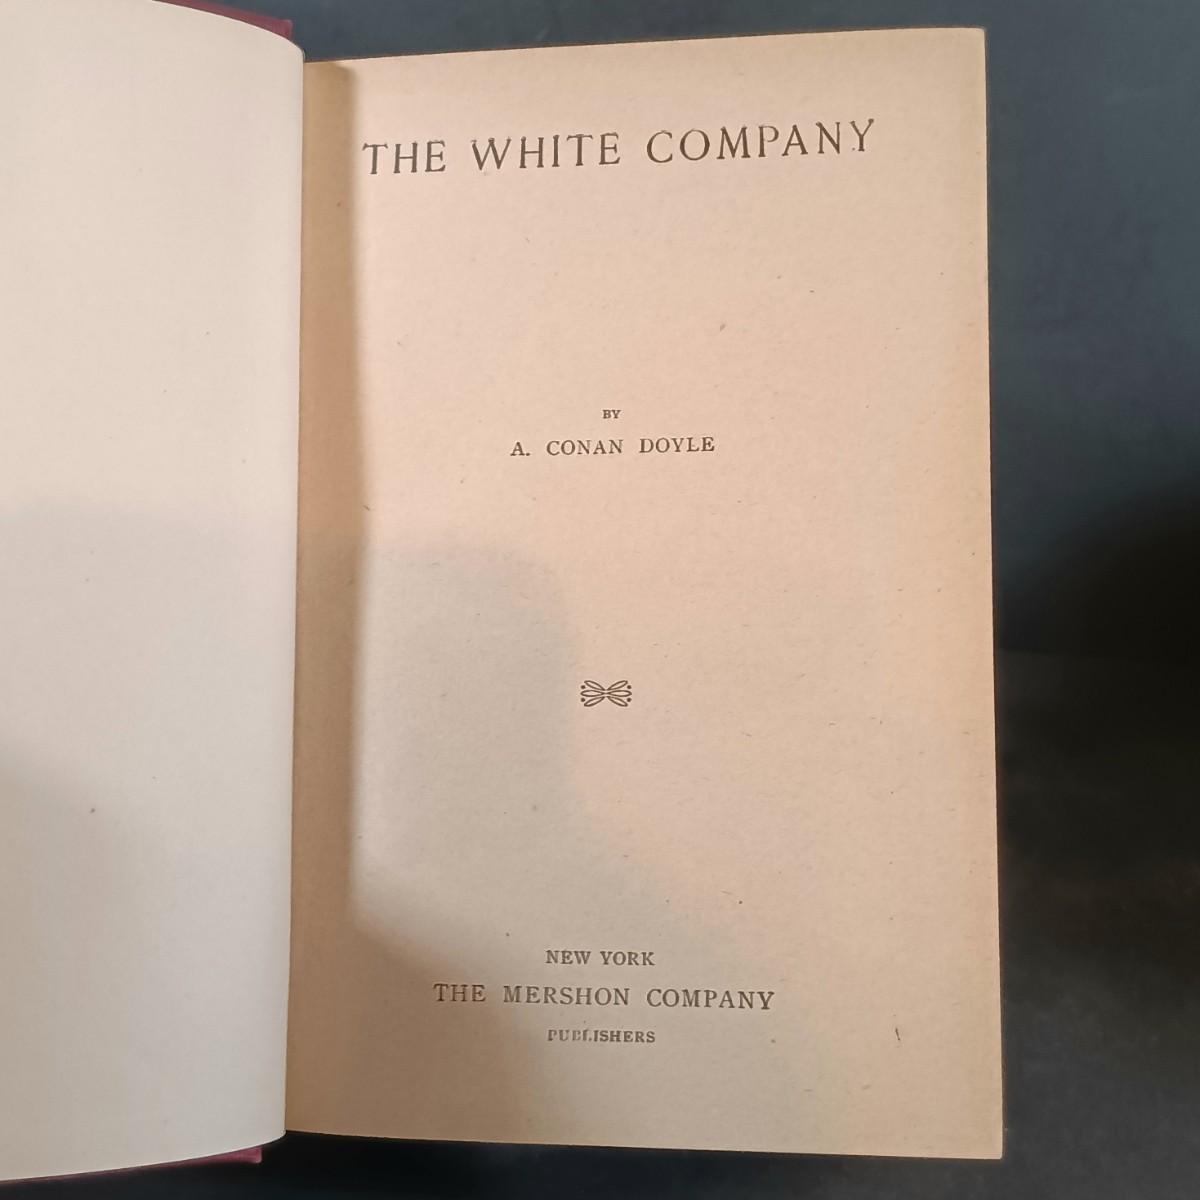 THE WHITE COMPANY
BY
A. CONAN DOYLE
NEW YORK
THE MERSHON COMPANY
PUBLISHERS